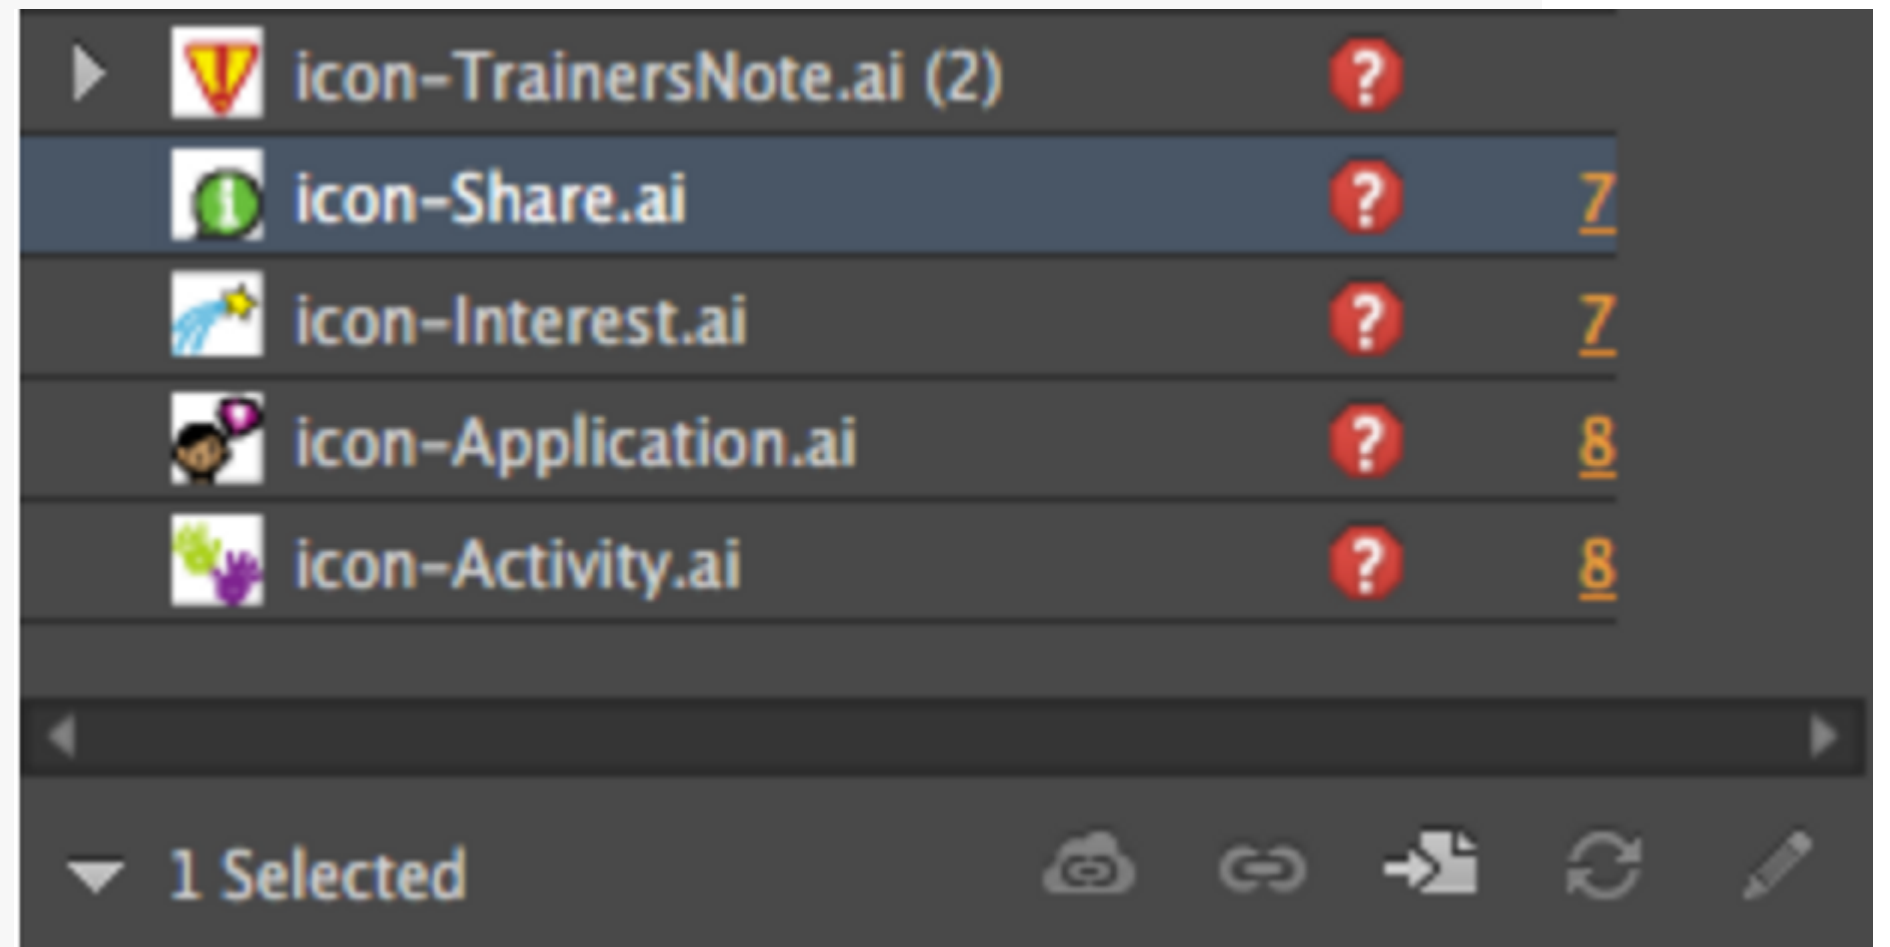 icon-TrainersNote.ai (2) ?
icon-Share.ai ? 7
icon-Interest.ai ? 7
icon-Application.ai ? 8
icon-Activity.ai ? 8
1 Selected